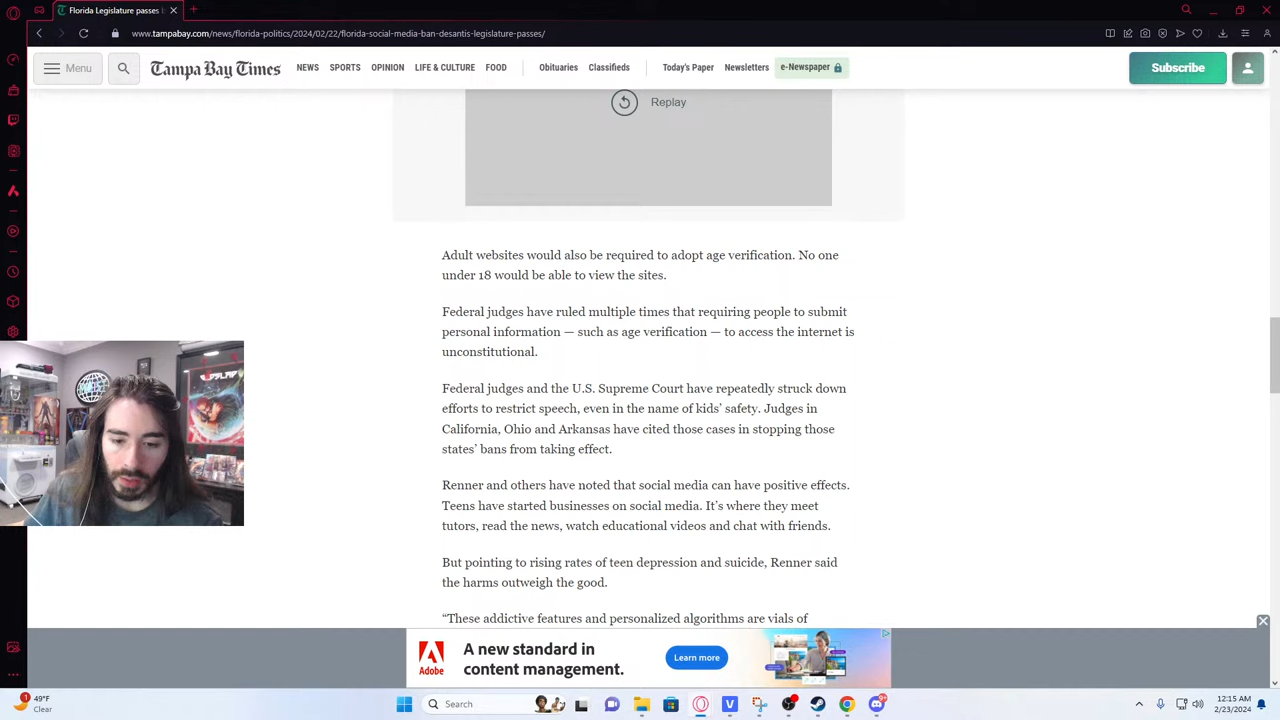 Florida Legislature passes b
www.tampabay.com/news/florida-politics/2024/02/22/florida-social-media-ban-desantis-legislature-passes/
Menu
Tampa Bay Times
NEWS SPORTS OPINION LIFE & CULTURE FOOD
Obituaries Classifieds
Today's Paper Newsletters e-Newspaper
Subscribe
Replay
Adult websites would also be required to adopt age verification. No one
under 18 would be able to view the sites.
Federal judges have ruled multiple times that requiring people to submit
personal information — such as age verification — to access the internet is
unconstitutional.
Federal judges and the U.S. Supreme Court have repeatedly struck down
efforts to restrict speech, even in the name of kids’ safety. Judges in
California, Ohio and Arkansas have cited those cases in stopping those
states’ bans from taking effect.
Renner and others have noted that social media can have positive effects.
Teens have started businesses on social media. It’s where they meet
tutors, read the news, watch educational videos and chat with friends.
But pointing to rising rates of teen depression and suicide, Renner said
the harms outweigh the good.
“These addictive features and personalized algorithms are vials of
Adobe
A new standard in
content management.
Learn more
1
49°F
Clear
Search
12:15 AM
2/23/2024